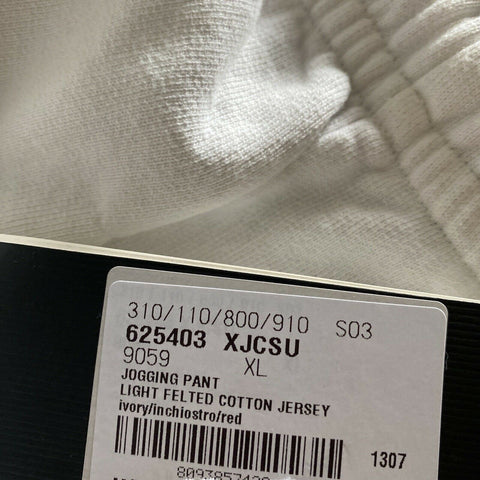 310/110/800/910 S03
625403 XJCSU
9059 XL
JOGGING PANT
LIGHT FELTED COTTON JERSEY
ivory/inchiostro/red
1307